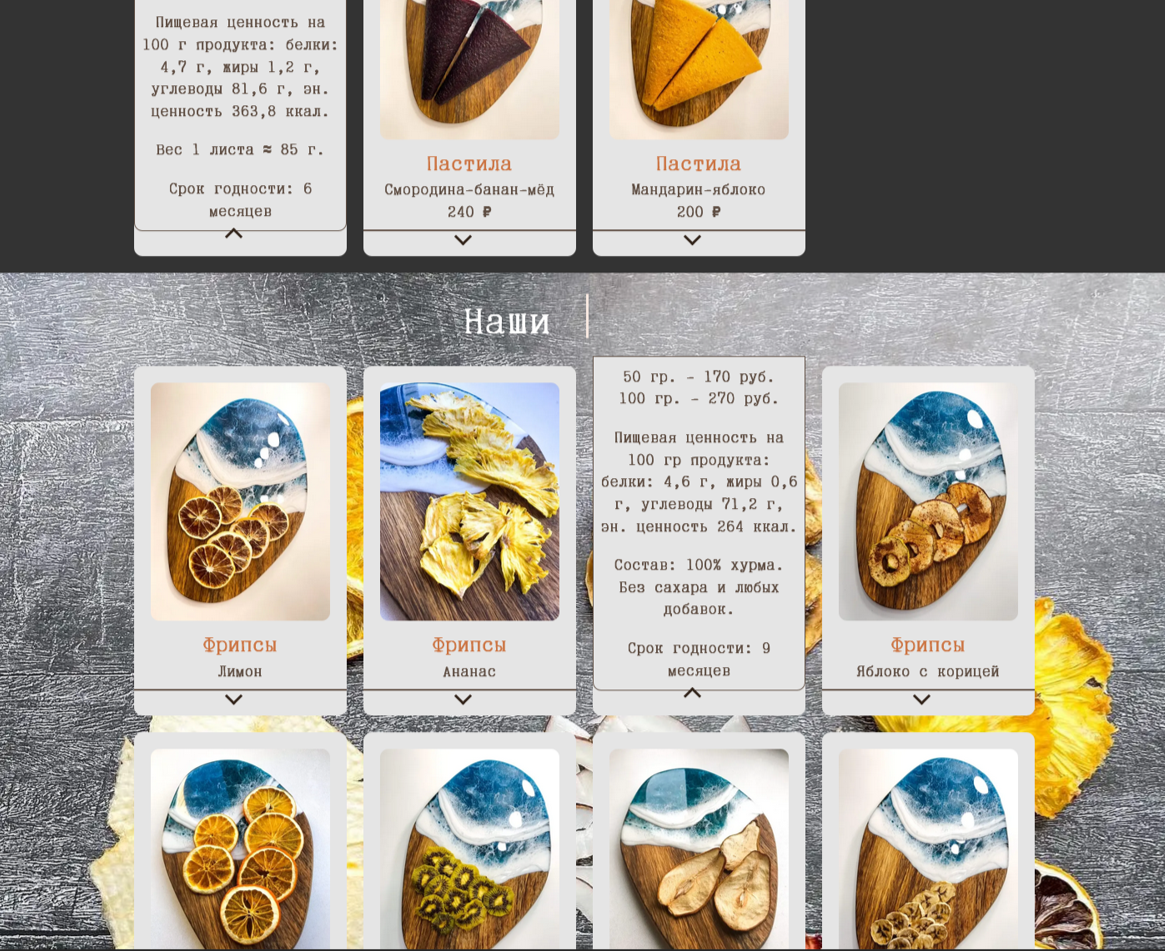 Пищевая ценность на
100 г продукта: белки:
4,7 г, жиры 1,2 г,
углеводы 81,6 г, эн.
ценность 363,8 ккал.
Вес 1 листа ≈ 85 г.
Срок годности: 6
месяцев
Пастила
Смородина-банан-мёд
240 ₽
Пастила
Мандарин-яблоко
200 ₽
Наши
Фрипсы
Лимон
Фрипсы
Ананас
50 гр. - 170 руб.
100 гр. - 270 руб.
Пищевая ценность на
100 гр продукта:
белки: 4,6 г, жиры 0,6
г, углеводы 71,2 г,
эн. ценность 264 ккал.
Состав: 100% хурма.
Без сахара и любых
добавок.
Срок годности: 9
месяцев
Фрипсы
Яблоко с корицей